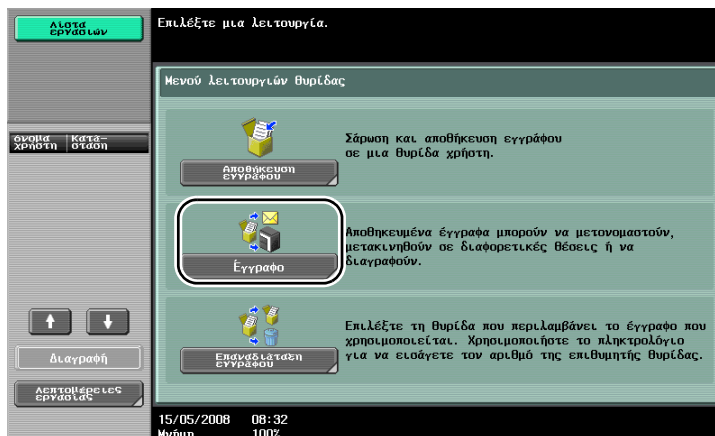 Λίστα
εργασιών
Επιλέξτε μια λειτουργία.
Μενού λειτουργιών θυρίδας
όνομα
χρήστη
Κατά-
σταση
Σάρωση και αποθήκευση εγγράφου
σε μια θυρίδα χρήστη.
Αποθήκευση
εγγράφου
Αποθηκευμένα έγγραφα μπορούν να μετονομαστούν,
μετακινηθούν σε διαφορετικές θέσεις ή να
διαγραφούν.
Έγγραφο
Επιλέξτε τη θυρίδα που περιλαμβάνει το έγγραφο που
χρησιμοποιείται. Χρησιμοποιήστε το πληκτρολόγιο
για να εισάγετε τον αριθμό της επιθυμητής θυρίδας.
Επαναδιάταξη
εγγράφου
Διαγραφή
Λεπτομέρειες
εργασίας
15/05/2008 08:32
Μνήμη 100%